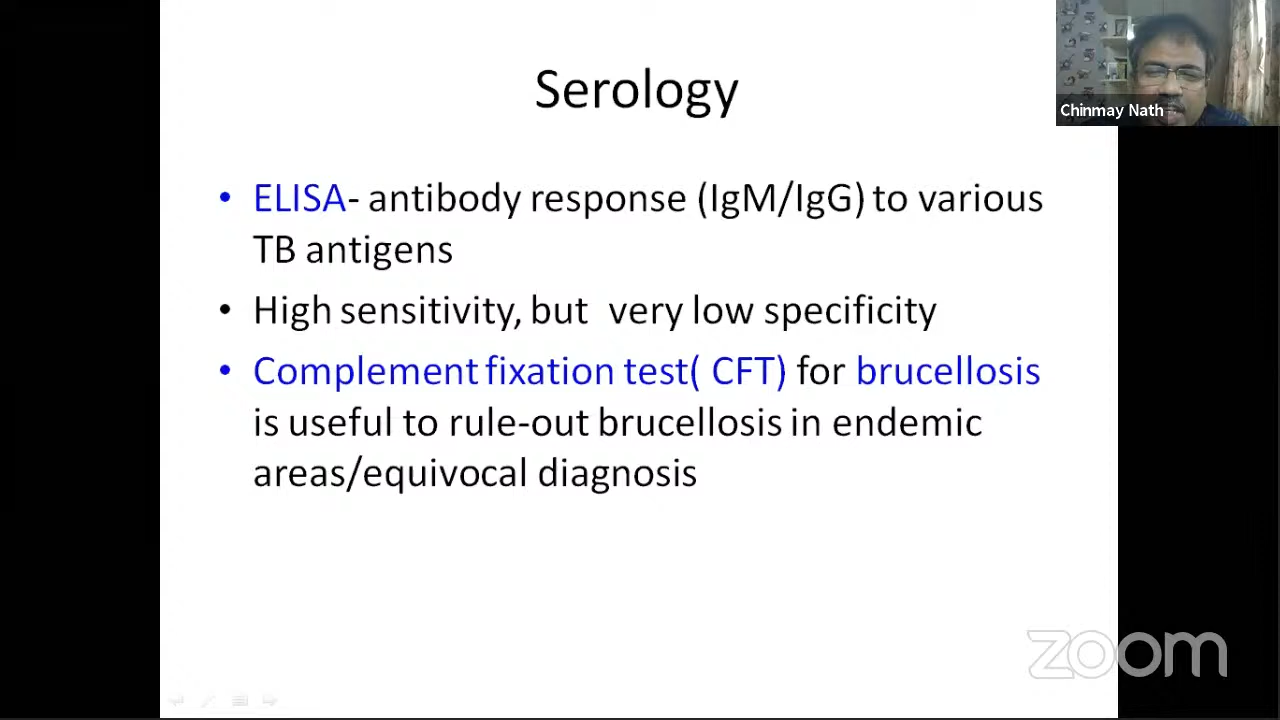 Serology
Chinmay Nath
• ELISA- antibody response (IgM/IgG) to various
TB antigens
• High sensitivity, but  very low specificity
• Complement fixation test( CFT) for brucellosis
is useful to rule-out brucellosis in endemic
areas/equivocal diagnosis
zoom